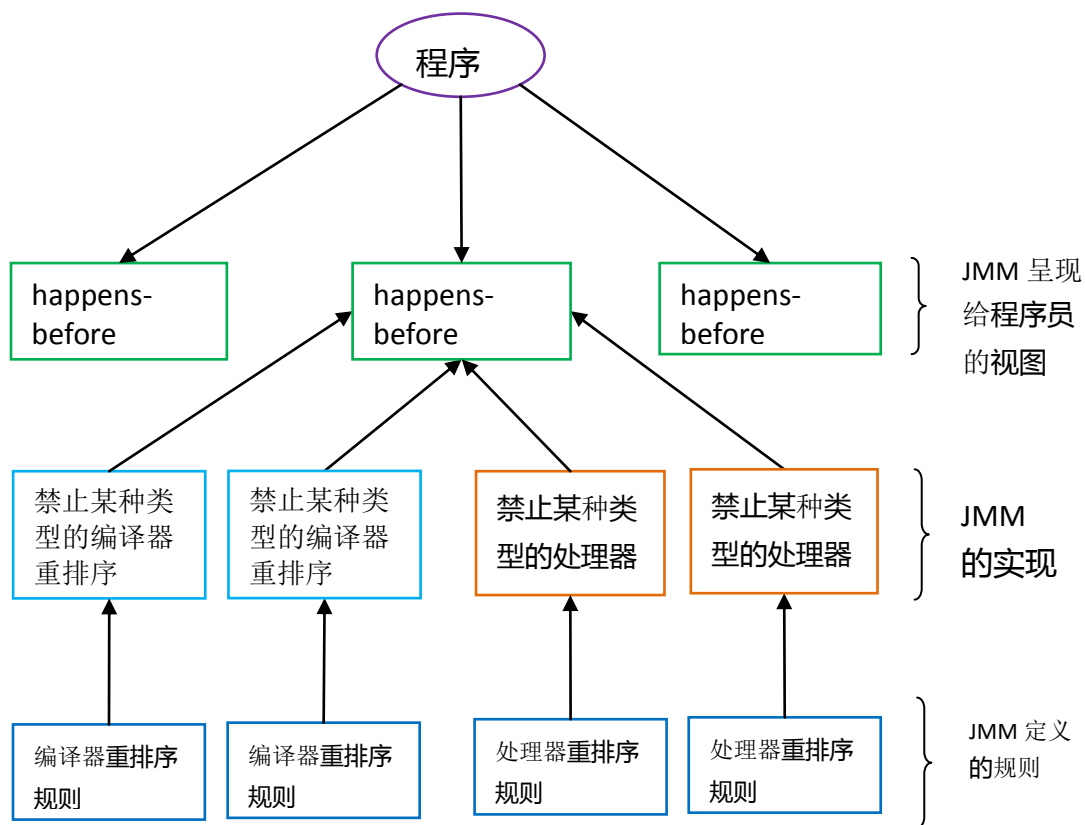 程序
happens-
before
happens-
before
happens-
before
JMM 呈现
给程序员
的视图
禁止某种类
型的编译器
重排序
禁止某种类
型的编译器
重排序
禁止某种类
型的处理器
禁止某种类
型的处理器
JMM
的实现
编译器重排序
规则
编译器重排序
规则
处理器重排序
规则
处理器重排序
规则
JMM 定义
的规则